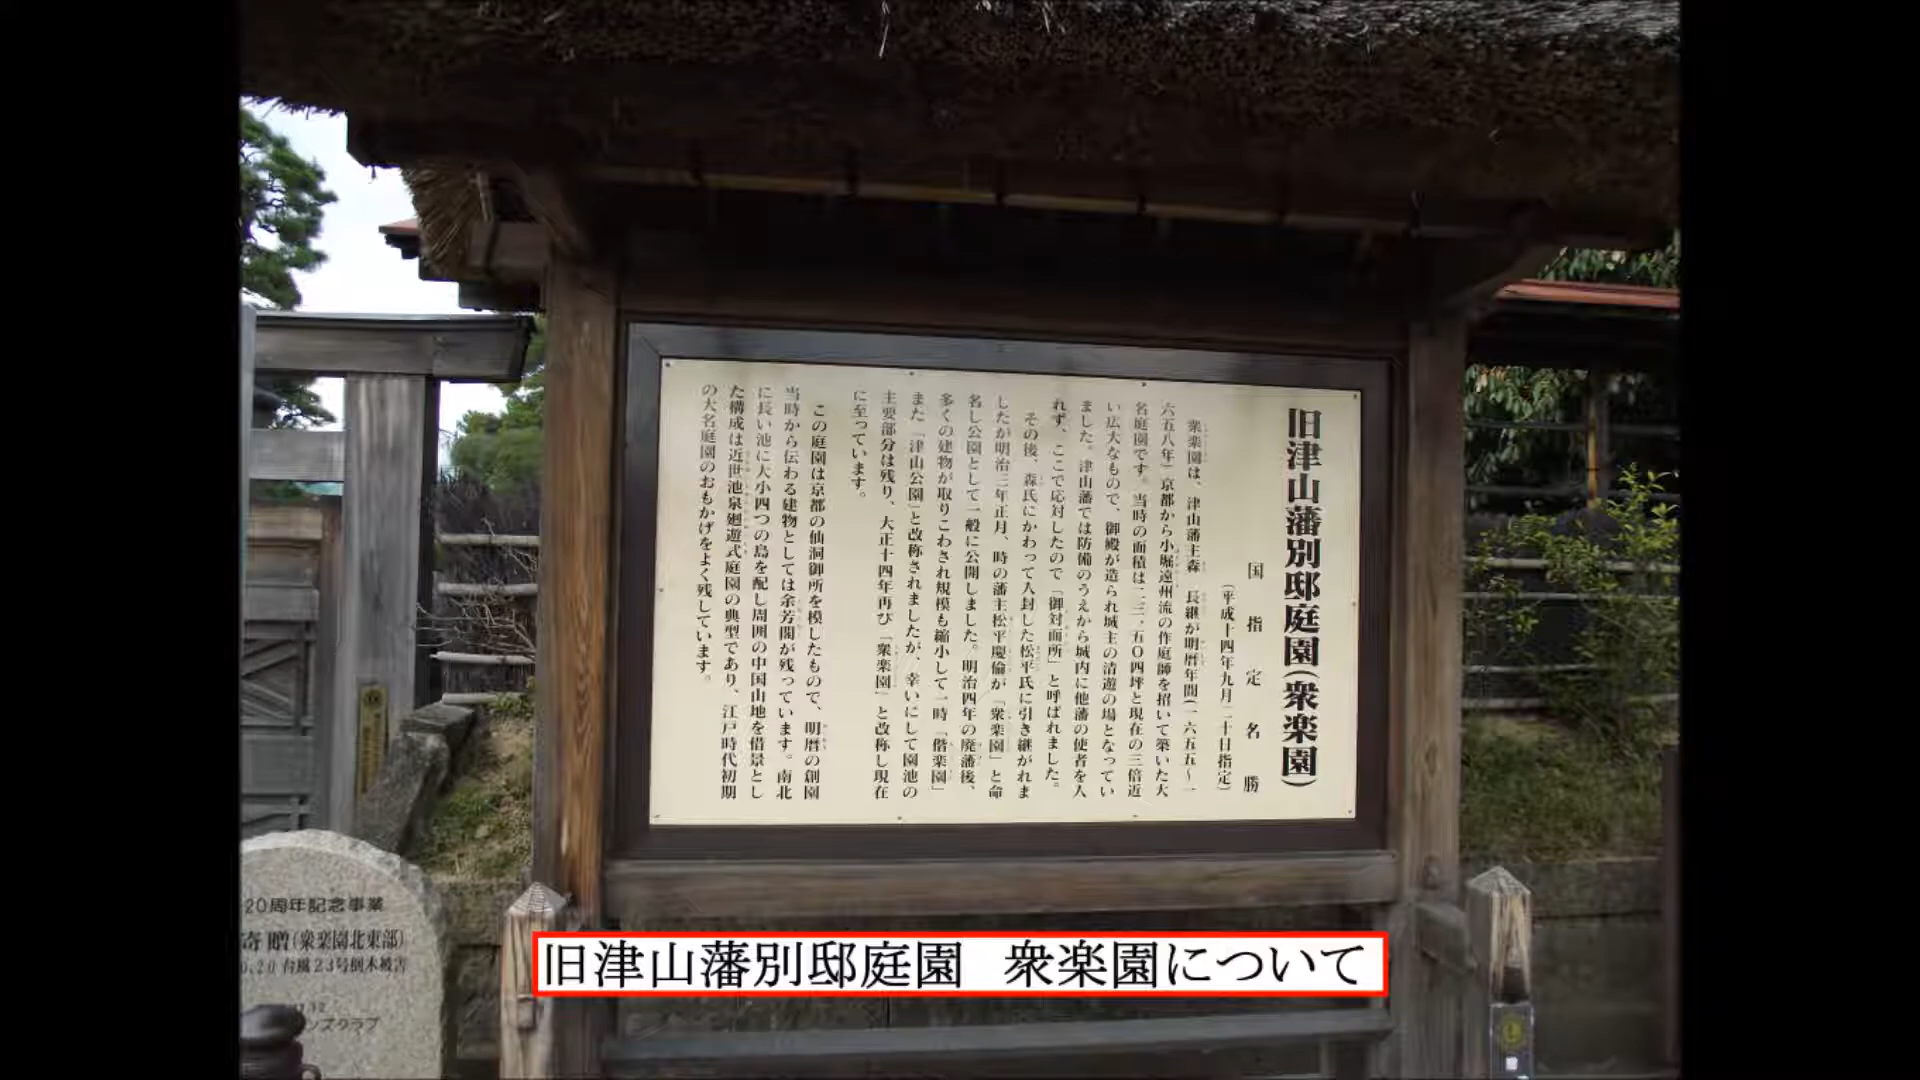 旧津山藩別邸庭園(衆楽園)
国指定名勝
(平成十四年九月二十日指定)
衆楽園は、津山藩主森 長継が明暦年間(一六五五~一
六五八年)京都から小堀遠州流の作庭師を招いて築いた大
名庭園です。当時の面積は二三、五〇四坪と現在の三倍近
い広大なもので、御殿が造られ城主の清遊の場となってい
ました。津山藩では防備のうえから城内に他藩の使者を入
れず、ここで応対したので「御対面所」と呼ばれました。
その後、森氏にかわって入封した松平氏に引き継がれま
したが明治三年正月、時の藩主松平慶倫が「衆楽園」と命
名し公園として一般に公開しました。明治四年の廃藩後、
多くの建物が取りこわされ規模も縮小して一時「偕楽園」
また「津山公園」と改称されましたが、幸いにして園池の
主要部分は残り、大正十四年再び「衆楽園」と改称し現在
に至っています。
この庭園は京都の仙洞御所を模したもので、明暦の創園
当時から伝わる建物としては余芳閣が残っています。南北
に長い池に大小四つの島を配し周囲の中国山地を借景とし
た構成は近世池泉廻遊式庭園の典型であり、江戸時代初期
の大名庭園のおもかげをよく残しています。
20周年記念事業
寄贈(衆楽園北東部)
.20 台風23号倒木被害
ンズクラブ
旧津山藩別邸庭園 衆楽園について